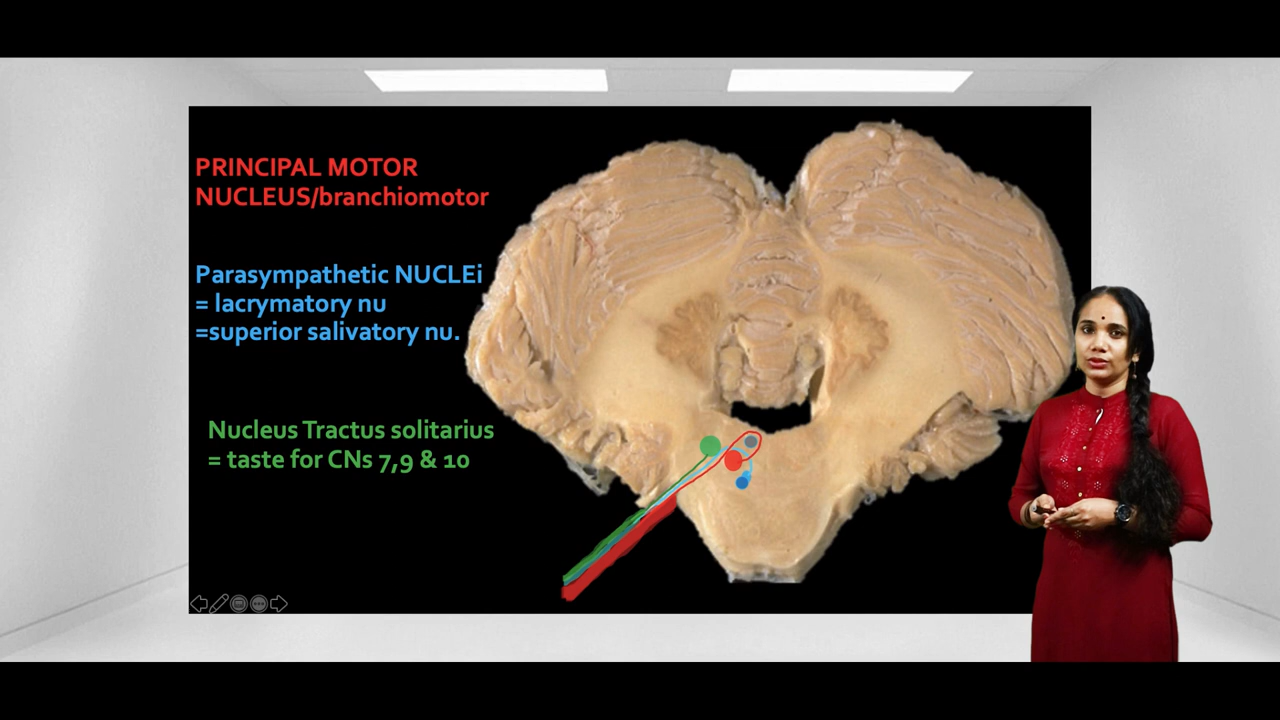 PRINCIPAL MOTOR
NUCLEUS/branchiomotor
Parasympathetic NUCLEi
= lacrymatory nu
=superior salivatory nu.
Nucleus Tractus solitarius
= taste for CNs 7,9 & 10